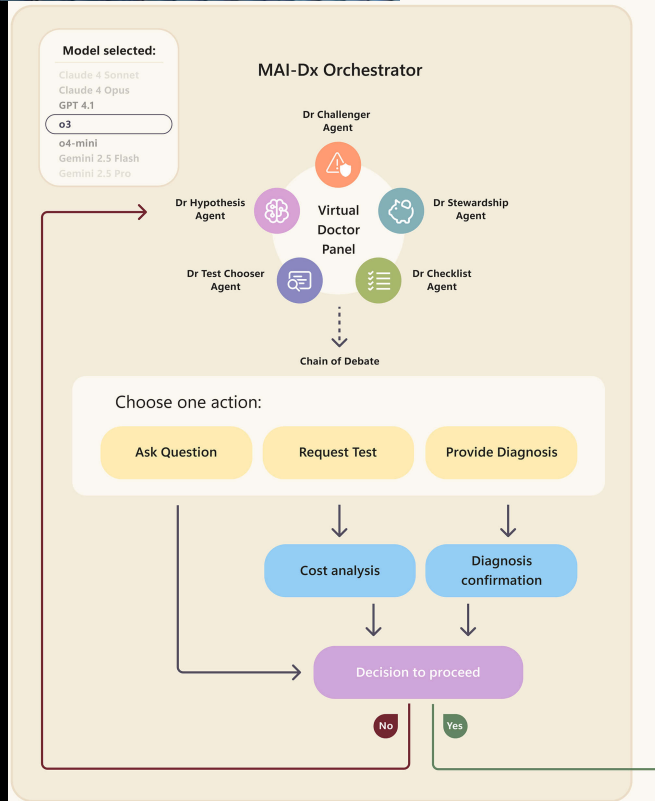 Model selected:
Claude 4 Sonnet
Claude 4 Opus
GPT 4.1
o3
o4-mini
Gemini 2.5 Flash
Gemini 2.5 Pro
MAI-Dx Orchestrator
Dr Challenger
Agent
Dr Hypothesis
Agent
Virtual
Doctor
Panel
Dr Stewardship
Agent
Dr Test Chooser
Agent
Dr Checklist
Agent
Chain of Debate
Choose one action:
Ask Question
Request Test
Provide Diagnosis
Cost analysis
Diagnosis
confirmation
Decision to proceed
No
Yes